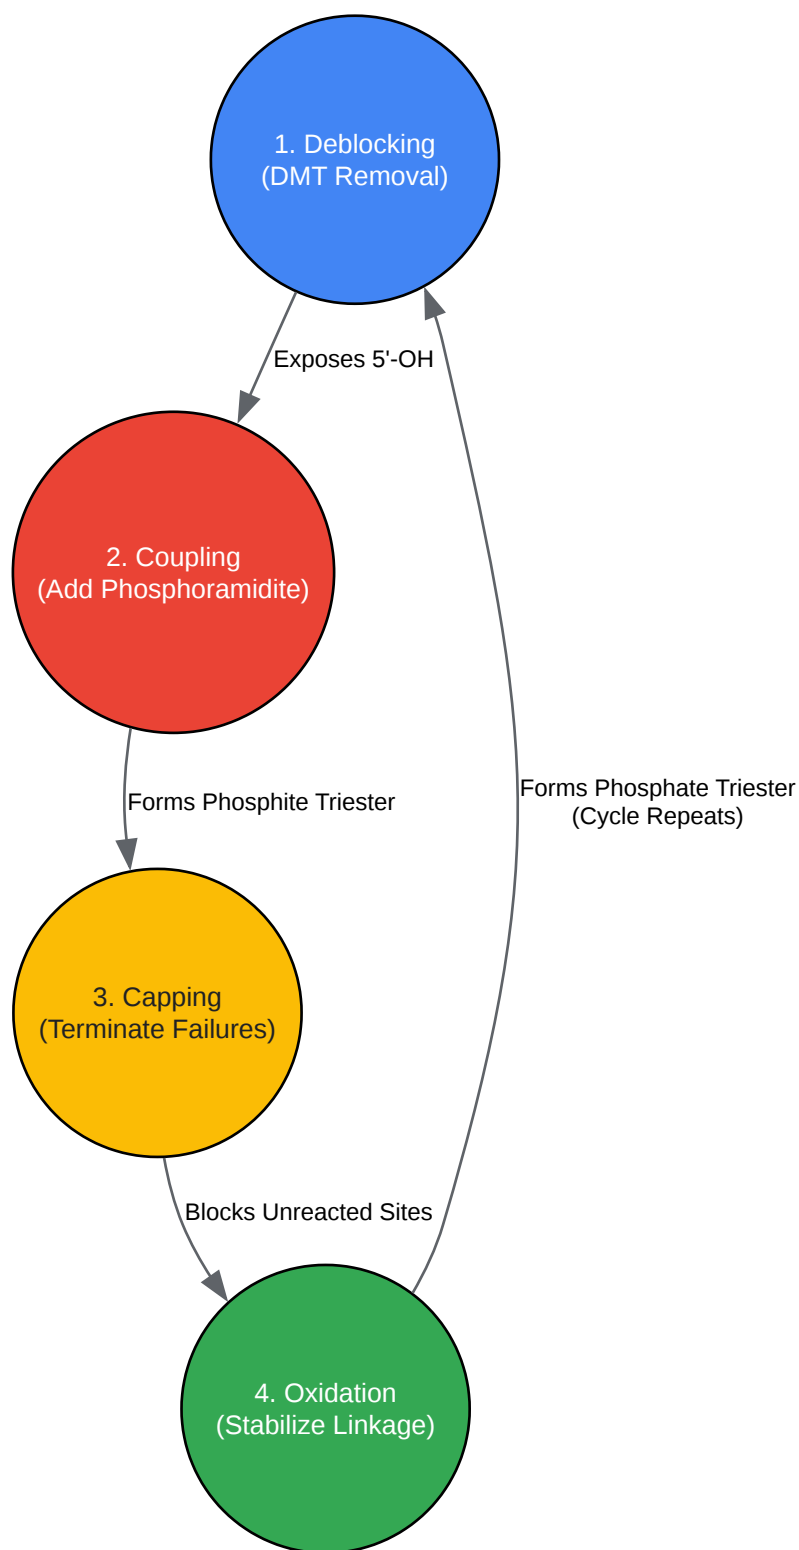 1. Deblocking
(DMT Removal)
Exposes 5'-OH
2. Coupling
(Add Phosphoramidite)
Forms Phosphite Triester
Forms Phosphate Triester
(Cycle Repeats)
3. Capping
(Terminate Failures)
Blocks Unreacted Sites
4. Oxidation
(Stabilize Linkage)